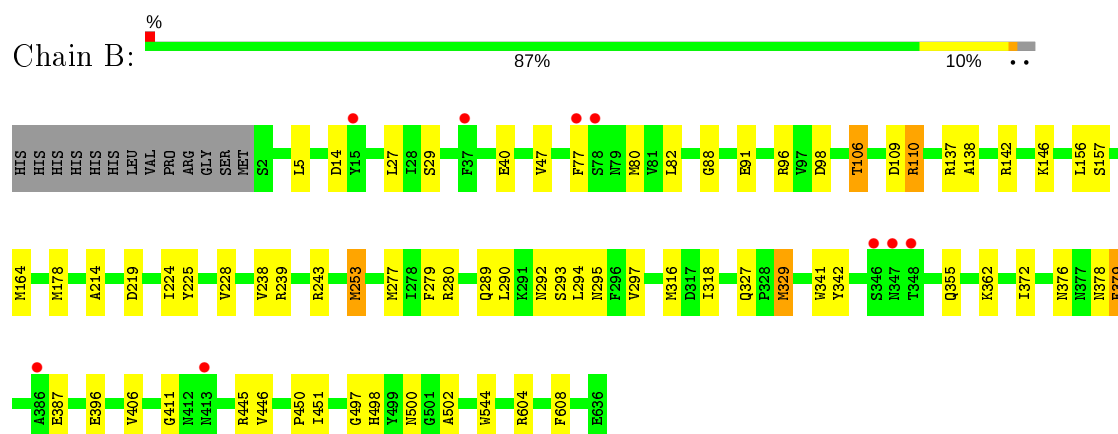 %
Chain B:
87% 10% • •
HIS HIS HIS HIS HIS HIS LEU VAL PRO ARG GLY SER MET S2 L5 D14 Y15 L27 I28 S29 F37 E40 V47 F77 S78 N79 M80 V81 L82 G88 E91 R96 V97 D98 T106 D109 R110 R137 A138 R142 K146 L156 S157
M164 M178 A214 D219 I224 Y225 V228 V238 R239 R243 M253 M277 I278 F279 R280 Q289 L290 K291 N292 S293 L294 N295 F296 V297 M316 D317 I318 Q327 P328 M329 W341 Y342 S346 N347 T348 Q355 K362 I372 N376 N377 N378
A386 E387 E396 V406 G411 N412 N413 R445 V446 P450 I451 G497 H498 Y499 N500 G501 A502 W544 R604 F608 E636